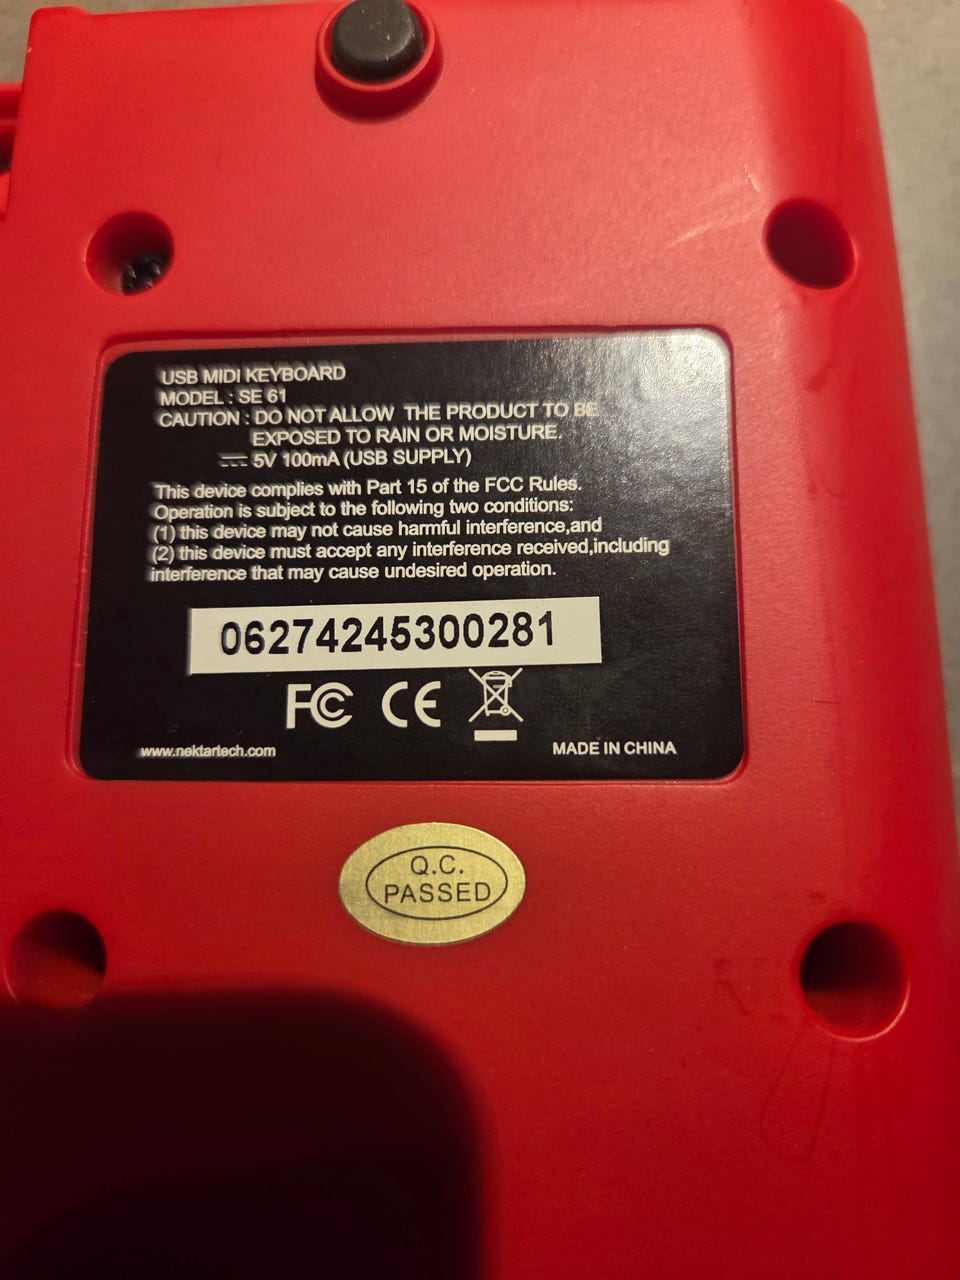 USB MIDI KEYBOARD
MODEL : SE 61
CAUTION : DO NOT ALLOW THE PRODUCT TO BE
EXPOSED TO RAIN OR MOISTURE.
5V 100mA (USB SUPPLY)
This device complies with Part 15 of the FCC Rules.
Operation is subject to the following two conditions:
(1) this device may not cause harmful interference,and
(2) this device must accept any interference received,including
interference that may cause undesired operation.
06274245300281
FC CE
www.nektartech.com MADE IN CHINA
Q.C.
PASSED